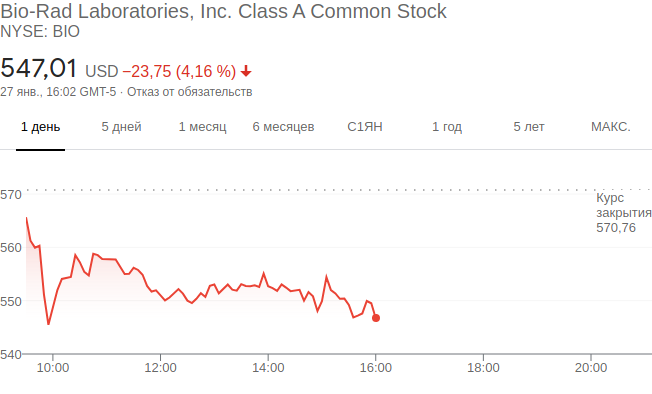 Bio-Rad Laboratories, Inc. Class A Common Stock
NYSE: BIO
547,01 USD −23,75 (4,16 %)
27 янв., 16:02 GMT-5 · Отказ от обязательств
1 день 5 дней 1 месяц 6 месяцев С1ЯН 1 год 5 лет МАКС.
570
Курс
закрытия
570,76
560
550
540
10:00 12:00 14:00 16:00 18:00 20:00